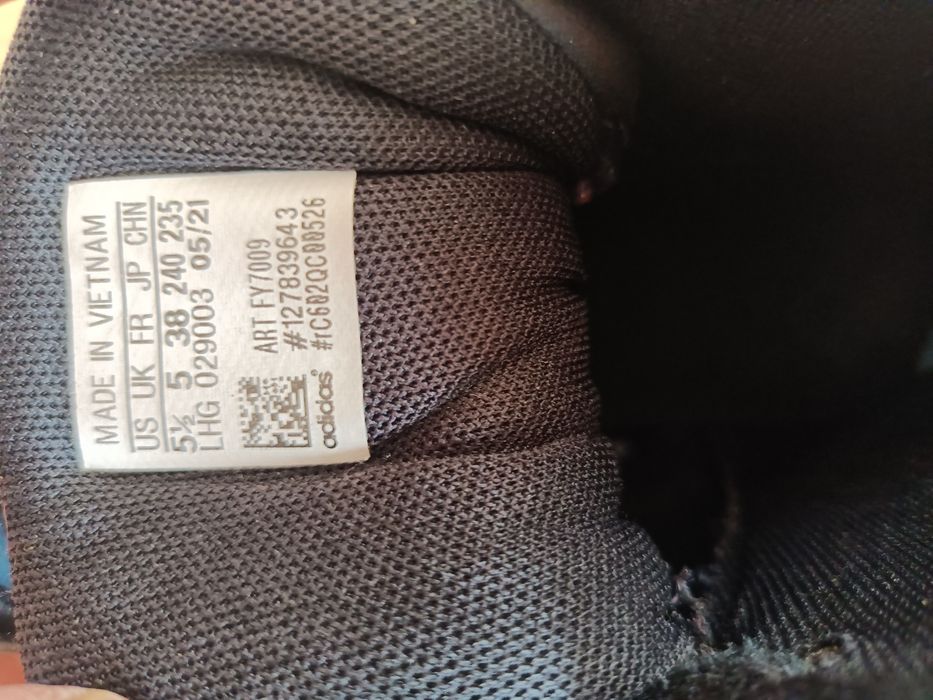 MADE IN VIETNAM
US UK FR JP CHN
5½ 5 38 240 235
LHG 029003 05/21
ART FY7009
#127839643
adidas #rC602QC00526